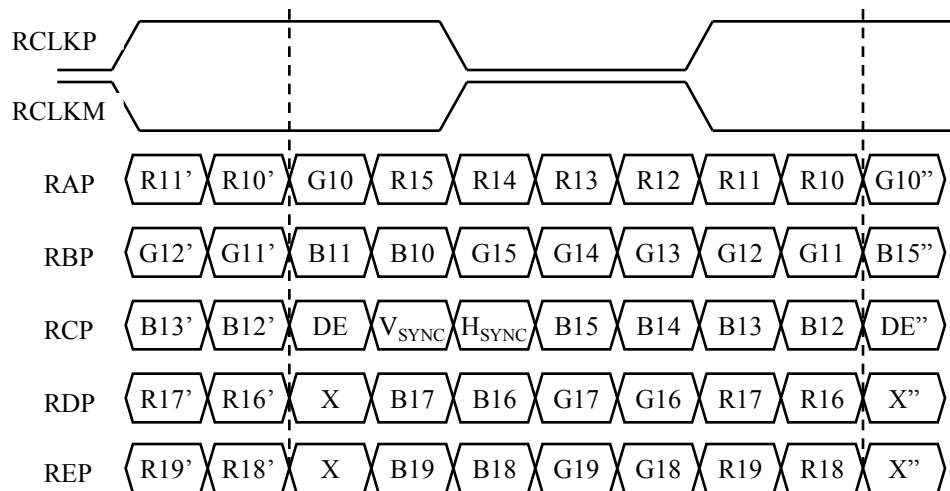 RCLKP
RCLKM
RAP R11’ R10’ G10 R15 R14 R13 R12 R11 R10 G10”
RBP G12’ G11’ B11 B10 G15 G14 G13 G12 G11 B15”
RCP B13’ B12’ DE VSYNC HSYNC B15 B14 B13 B12 DE”
RDP R17’ R16’ X B17 B16 G17 G16 R17 R16 X”
REP R19’ R18’ X B19 B18 G19 G18 R19 R18 X”